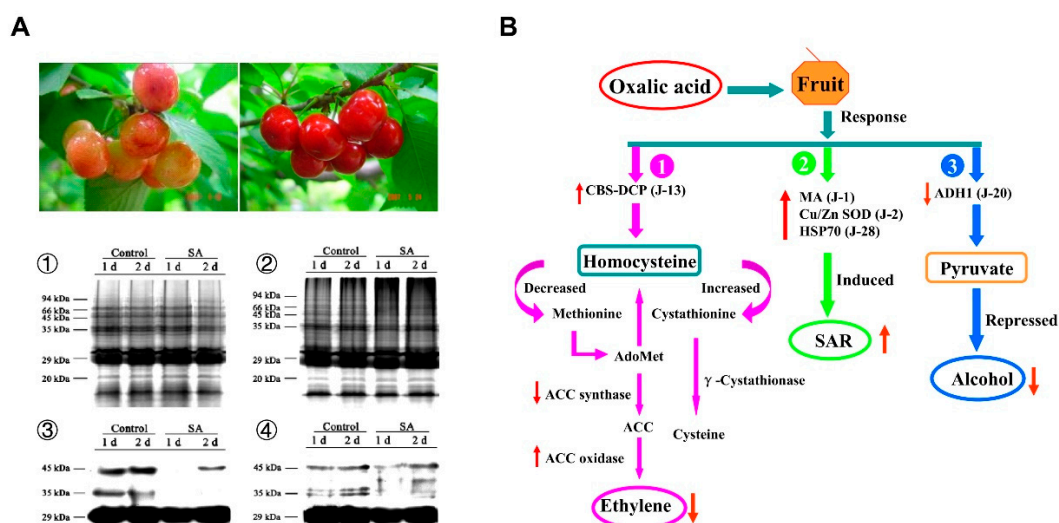 A
①
Control SA
1 d 2 d 1 d 2 d
94 kDa
66 kDa
45 kDa
35 kDa
29 kDa
20 kDa
②
Control SA
1 d 2 d 1 d 2 d
94 kDa
66 kDa
45 kDa
35 kDa
29 kDa
20 kDa
③
Control SA
1 d 2 d 1 d 2 d
45 kDa
35 kDa
29 kDa
④
Control SA
1 d 2 d 1 d 2 d
45 kDa
35 kDa
29 kDa
B
Oxalic acid
Fruit
Response
1
CBS-DCP (J-13)
Homocysteine
Decreased
Increased
Methionine
Cystathionine
AdoMet
γ -Cystathionase
ACC synthase
ACC
Cysteine
ACC oxidase
Ethylene
2
MA (J-1)
Cu/Zn SOD (J-2)
HSP70 (J-28)
Induced
SAR
3
ADH1 (J-20)
Pyruvate
Repressed
Alcohol